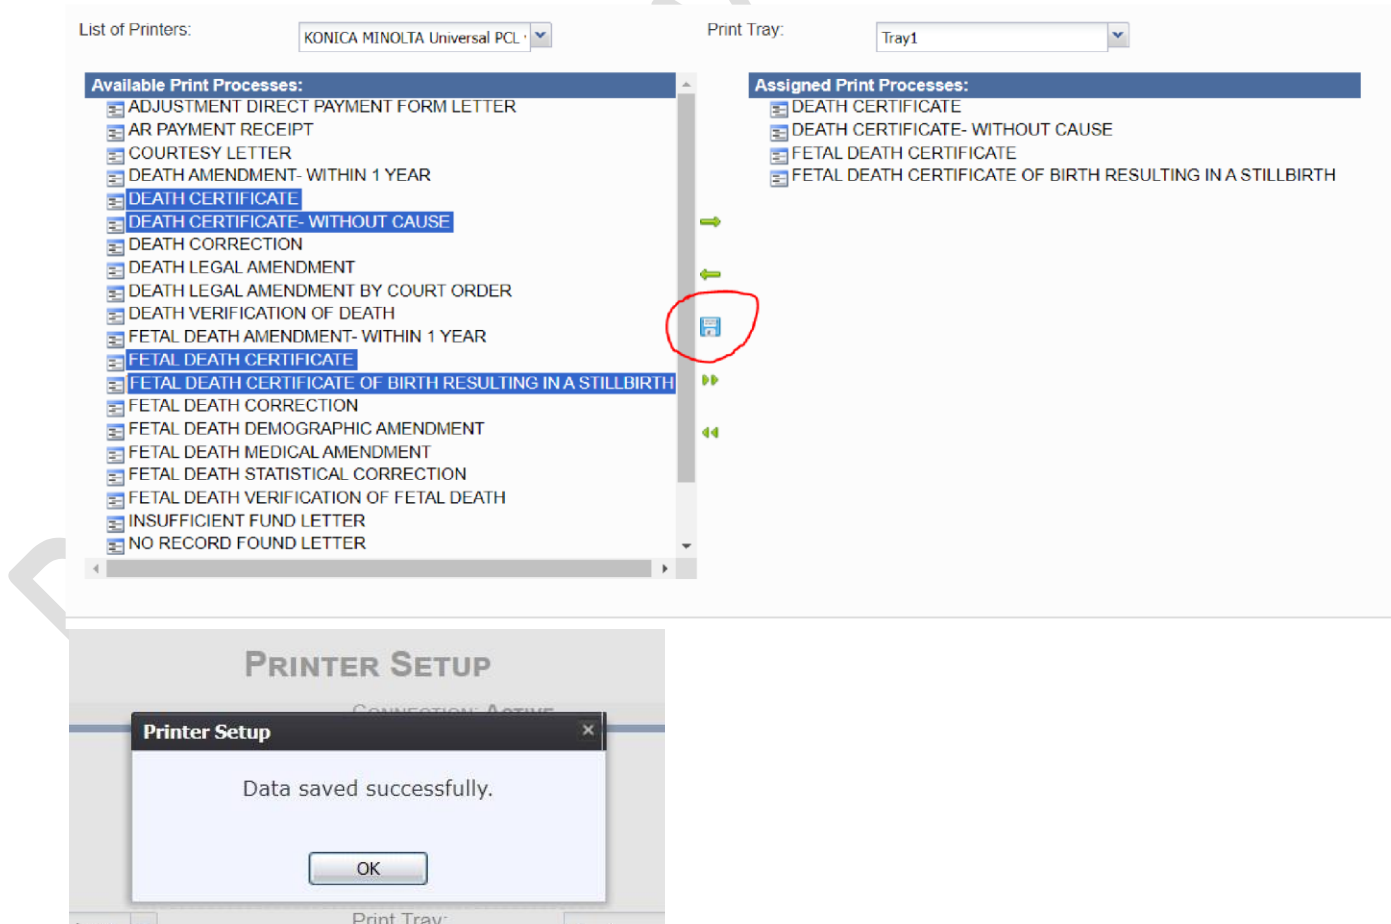 List of Printers:
KONICA MINOLTA Universal PCL
Print Tray:
Tray1
Available Print Processes:
ADJUSTMENT DIRECT PAYMENT FORM LETTER
AR PAYMENT RECEIPT
COURTESY LETTER
DEATH AMENDMENT- WITHIN 1 YEAR
DEATH CERTIFICATE
DEATH CERTIFICATE- WITHOUT CAUSE
DEATH CORRECTION
DEATH LEGAL AMENDMENT
DEATH LEGAL AMENDMENT BY COURT ORDER
DEATH VERIFICATION OF DEATH
FETAL DEATH AMENDMENT- WITHIN 1 YEAR
FETAL DEATH CERTIFICATE
FETAL DEATH CERTIFICATE OF BIRTH RESULTING IN A STILLBIRTH
FETAL DEATH CORRECTION
FETAL DEATH DEMOGRAPHIC AMENDMENT
FETAL DEATH MEDICAL AMENDMENT
FETAL DEATH STATISTICAL CORRECTION
FETAL DEATH VERIFICATION OF FETAL DEATH
INSUFFICIENT FUND LETTER
NO RECORD FOUND LETTER
Assigned Print Processes:
DEATH CERTIFICATE
DEATH CERTIFICATE- WITHOUT CAUSE
FETAL DEATH CERTIFICATE
FETAL DEATH CERTIFICATE OF BIRTH RESULTING IN A STILLBIRTH
PRINTER SETUP
CONNECTION: ACTIVE
Printer Setup
Data saved successfully.
OK
Print Tray: